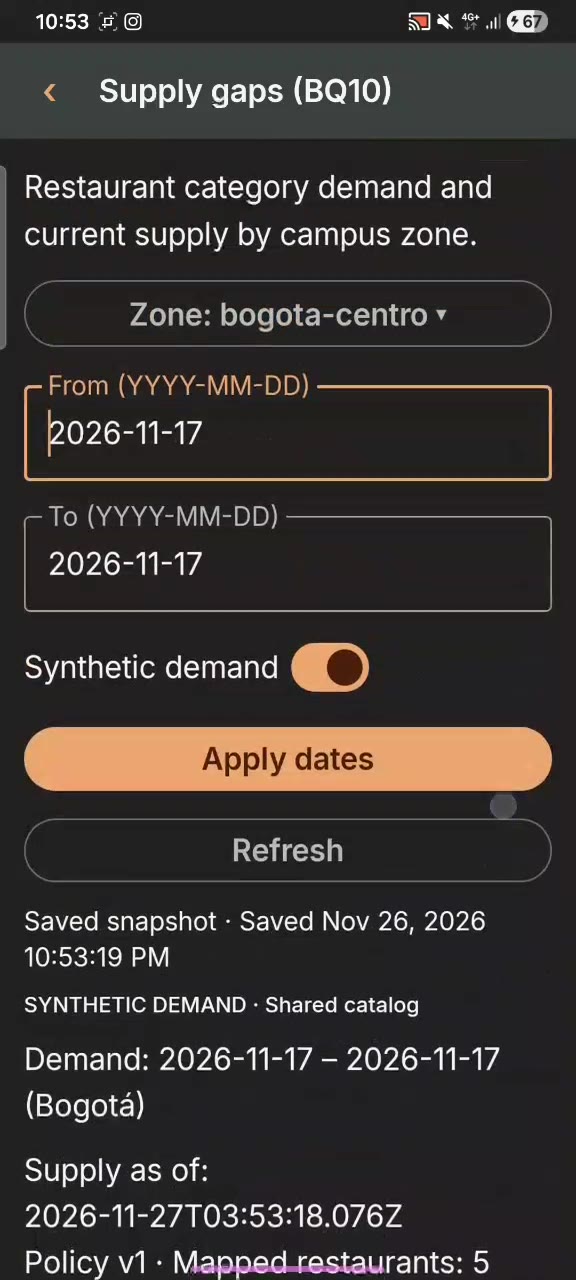 10:53 4G+ 67
Supply gaps (BQ10)
Restaurant category demand and
current supply by campus zone.
Zone: bogota-centro ▾
From (YYYY-MM-DD)
2026-11-17
To (YYYY-MM-DD)
2026-11-17
Synthetic demand
Apply dates
Refresh
Saved snapshot · Saved Nov 26, 2026
10:53:19 PM
SYNTHETIC DEMAND · Shared catalog
Demand: 2026-11-17 – 2026-11-17
(Bogotá)
Supply as of:
2026-11-27T03:53:18.076Z
Policy v1 · Mapped restaurants: 5